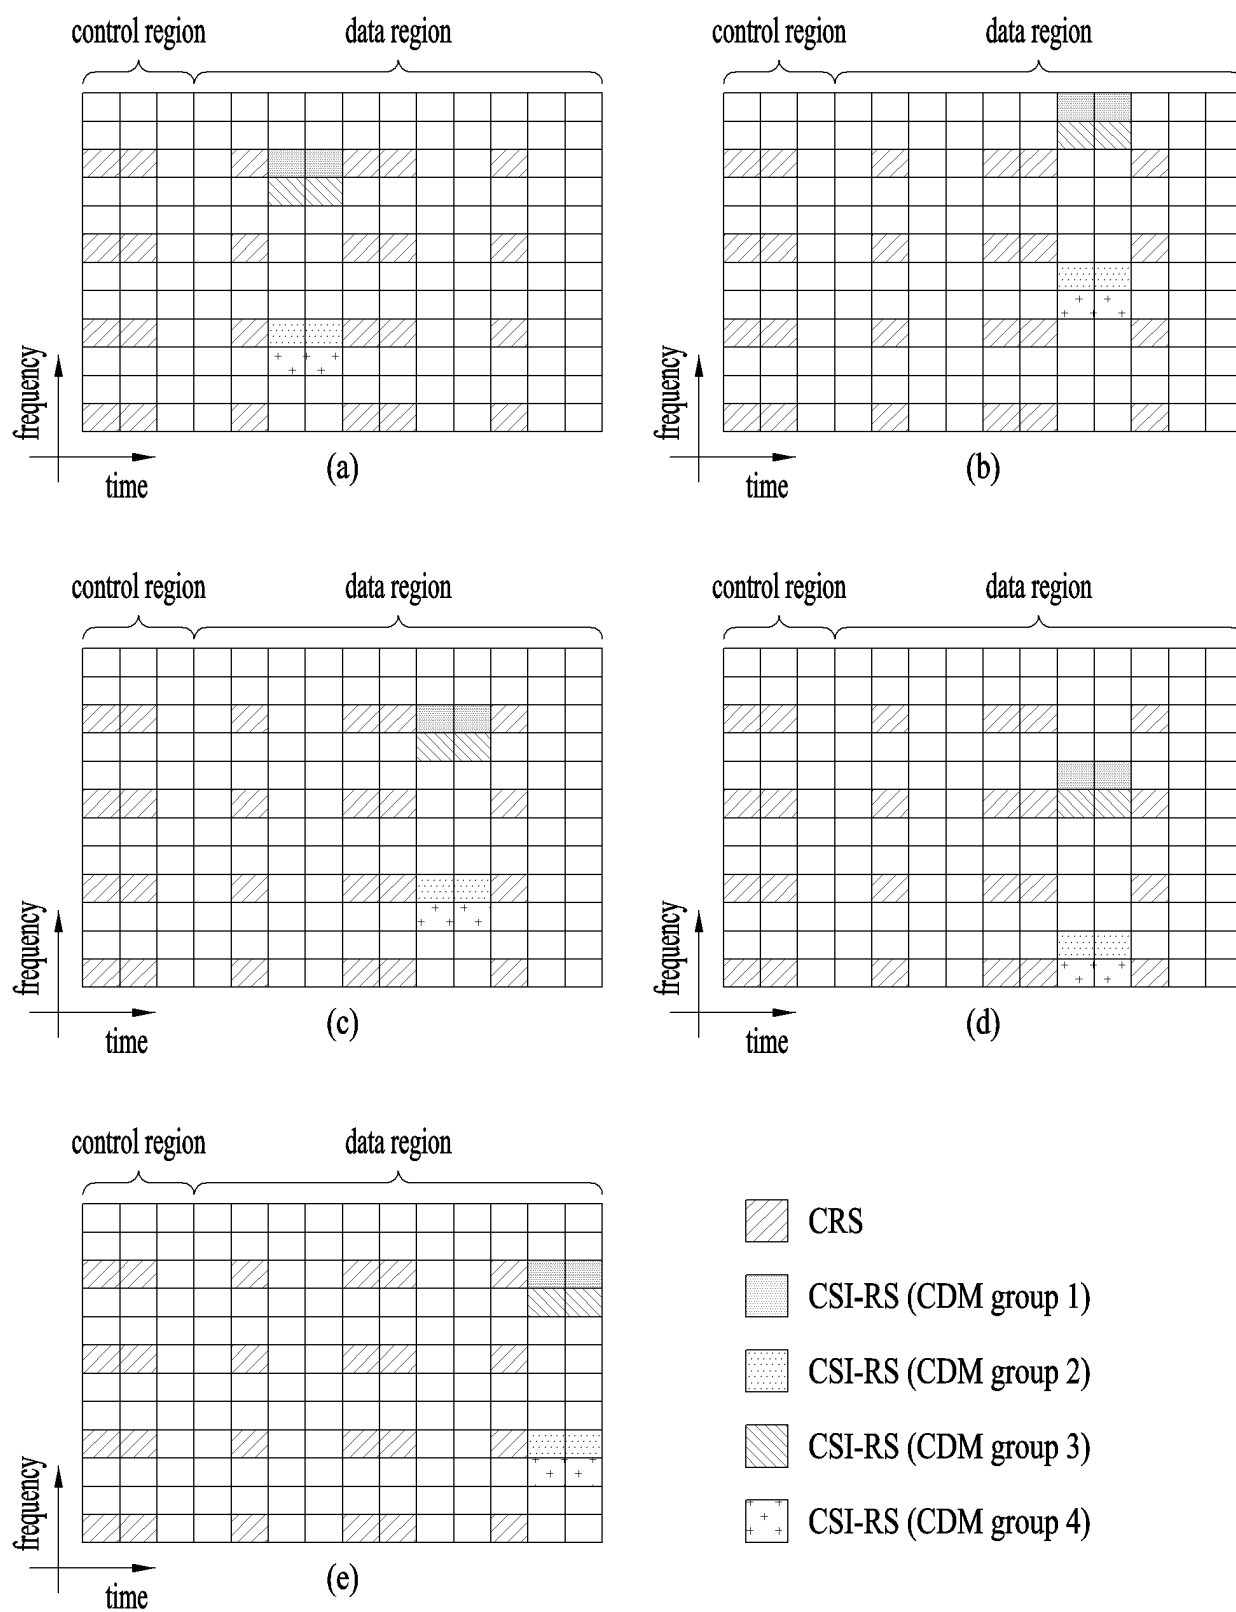 control region
data region
control region
data region
frequency
time
(a)
frequency
time
(b)
control region
data region
control region
data region
frequency
time
(c)
frequency
time
(d)
control region
data region
frequency
time
(e)
CRS
CSI-RS (CDM group 1)
CSI-RS (CDM group 2)
CSI-RS (CDM group 3)
CSI-RS (CDM group 4)